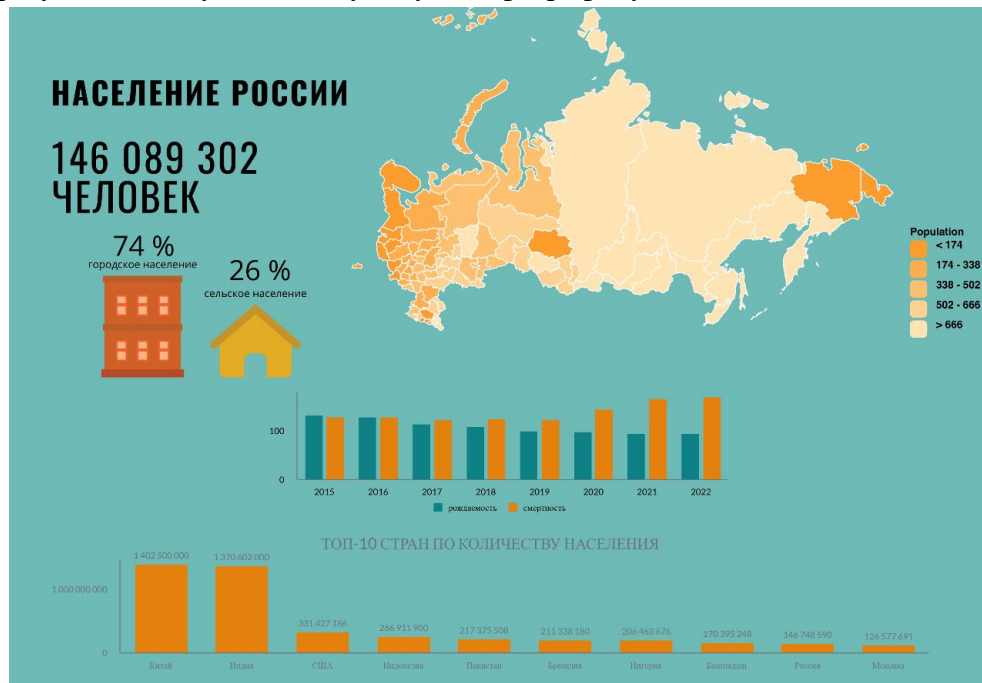 НАСЕЛЕНИЕ РОССИИ
146 089 302
ЧЕЛОВЕК
74 %
городское население
26 %
сельское население
Population
< 174
174 - 338
338 - 502
502 - 666
> 666
100
0
2015 2016 2017 2018 2019 2020 2021 2022
рождаемость смертность
ТОП-10 СТРАН ПО КОЛИЧЕСТВУ НАСЕЛЕНИЯ
1 402 500 000 1 370 602 000 331 427 186 266 911 900 217 375 508 211 338 180 206 463 676 170 395 248 146 748 590 126 577 691
1 000 000 000
0
Китай Индия США Индонезия Пакистан Бразилия Нигерия Бангладеш Россия Мексика